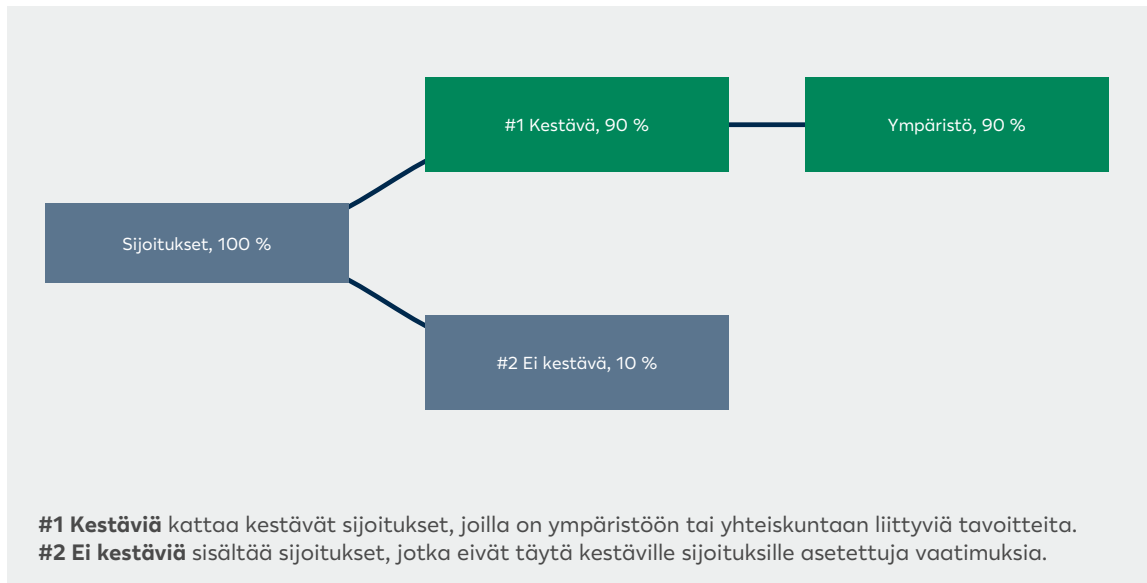 #1 Kestävä, 90 %
Ympäristö, 90 %
Sijoitukset, 100 %
#2 Ei kestävä, 10 %
#1 Kestäviä kattaa kestävät sijoitukset, joilla on ympäristöön tai yhteiskuntaan liittyviä tavoitteita.
#2 Ei kestäviä sisältää sijoitukset, jotka eivät täytä kestäville sijoituksille asetettuja vaatimuksia.